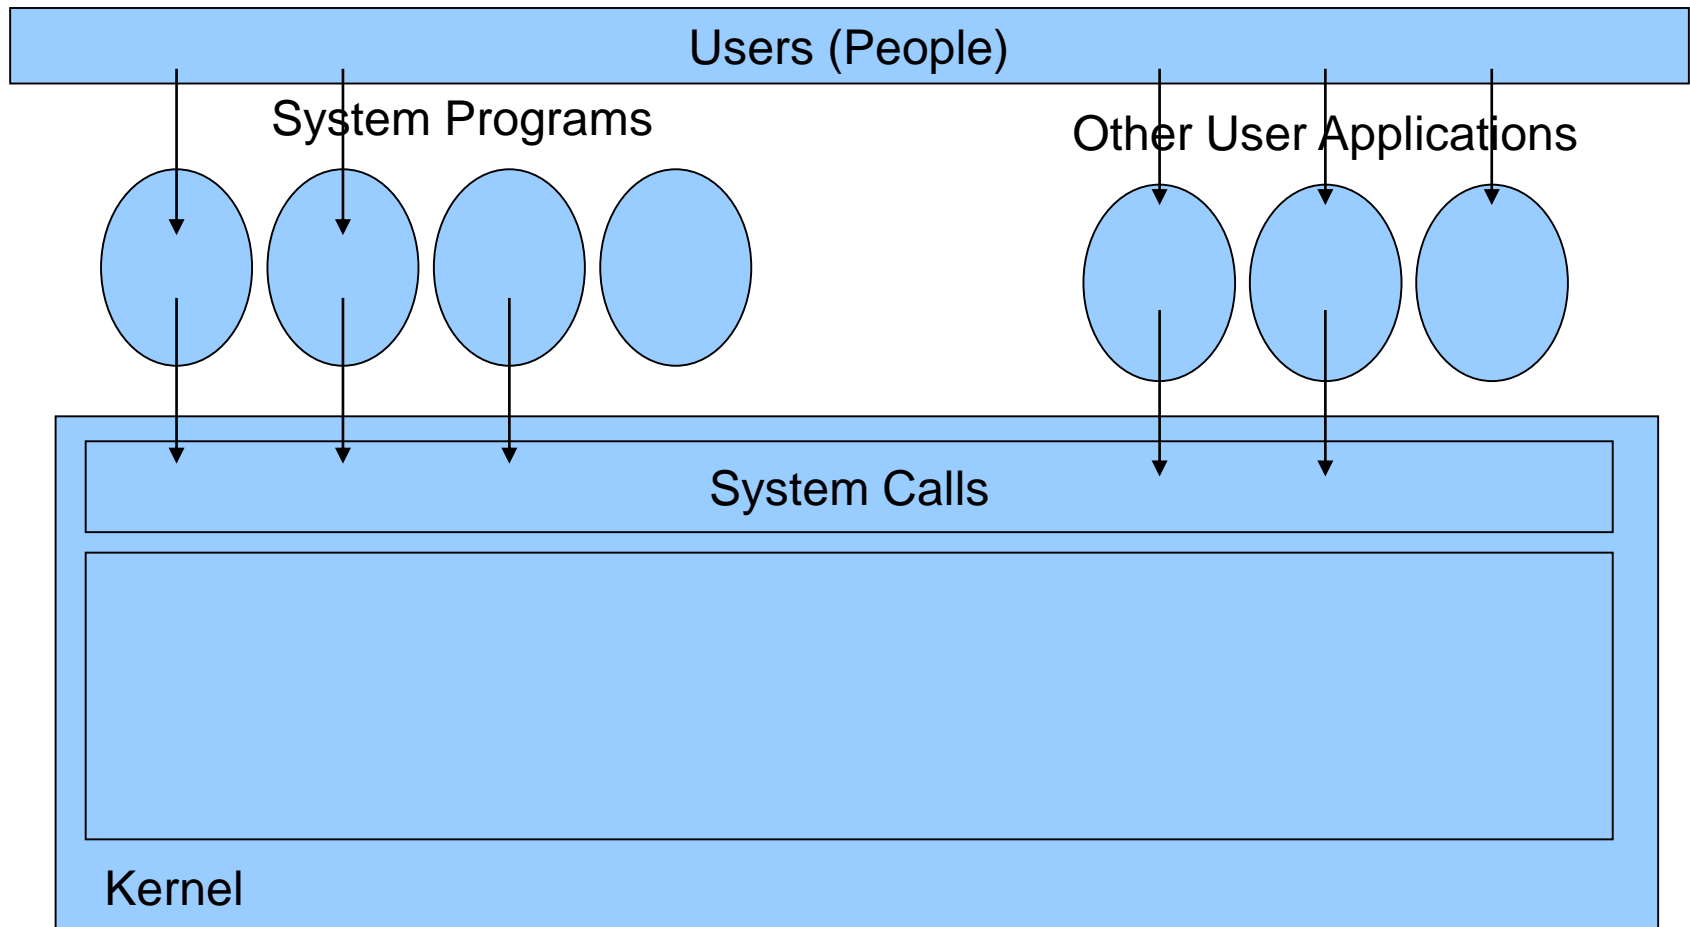 Users (People)
System Programs
Other User Applications
System Calls
Kernel